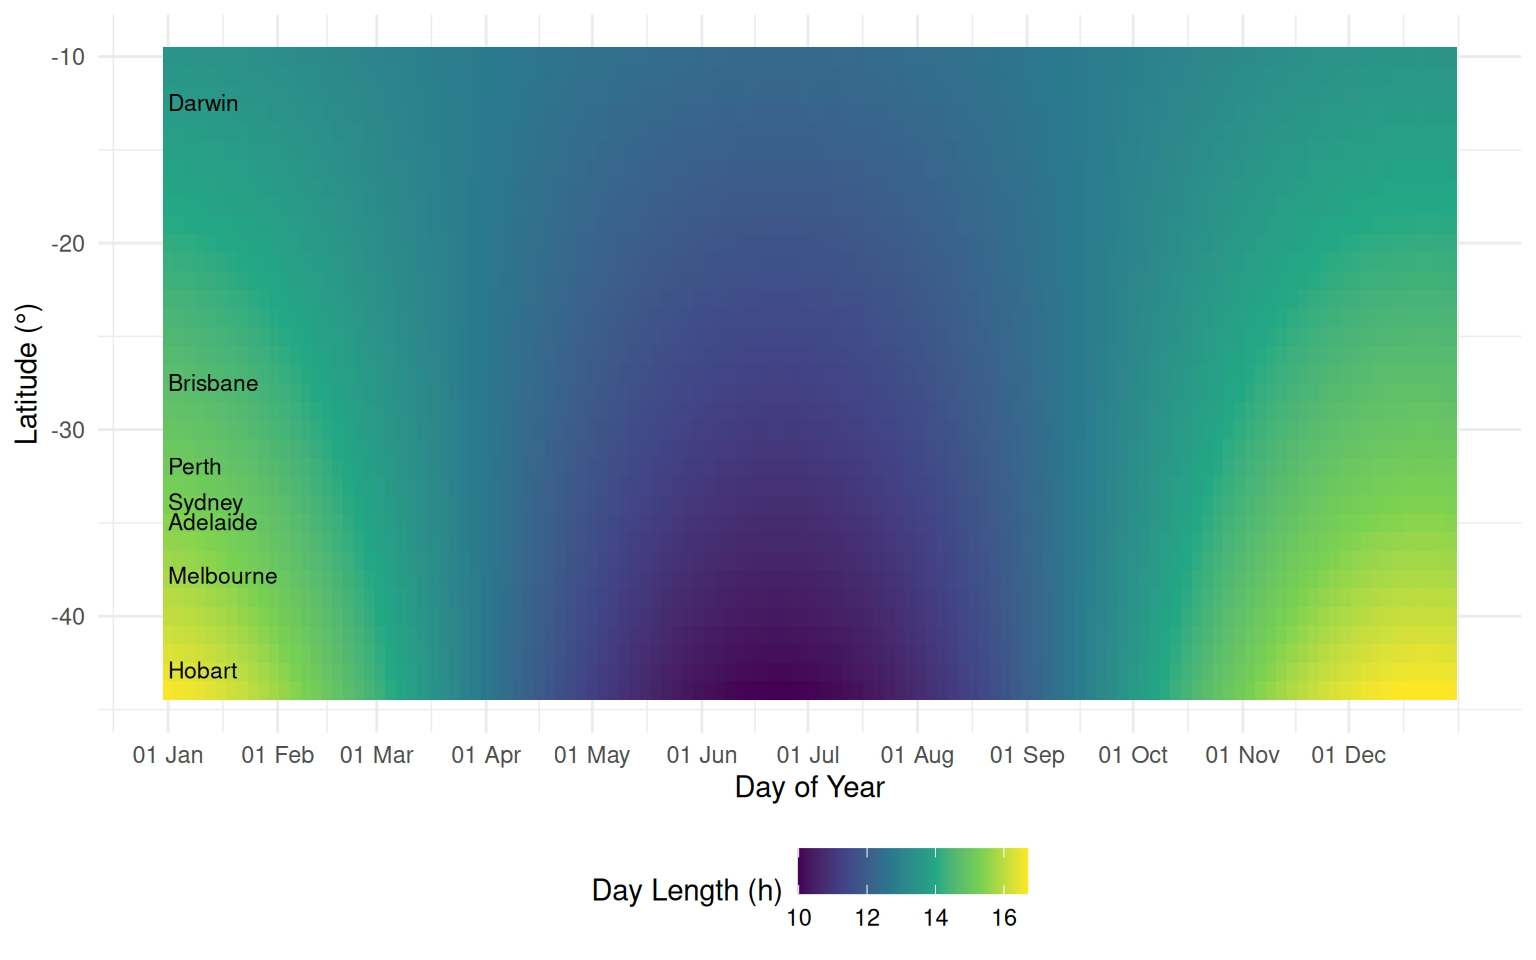 -10
Darwin
-20
Latitude (°)
Brisbane
-30
Perth
Sydney
Adelaide
Melbourne
-40
Hobart
01 Jan 01 Feb 01 Mar 01 Apr 01 May 01 Jun 01 Jul 01 Aug 01 Sep 01 Oct 01 Nov 01 Dec
Day of Year
Day Length (h)
10 12 14 16